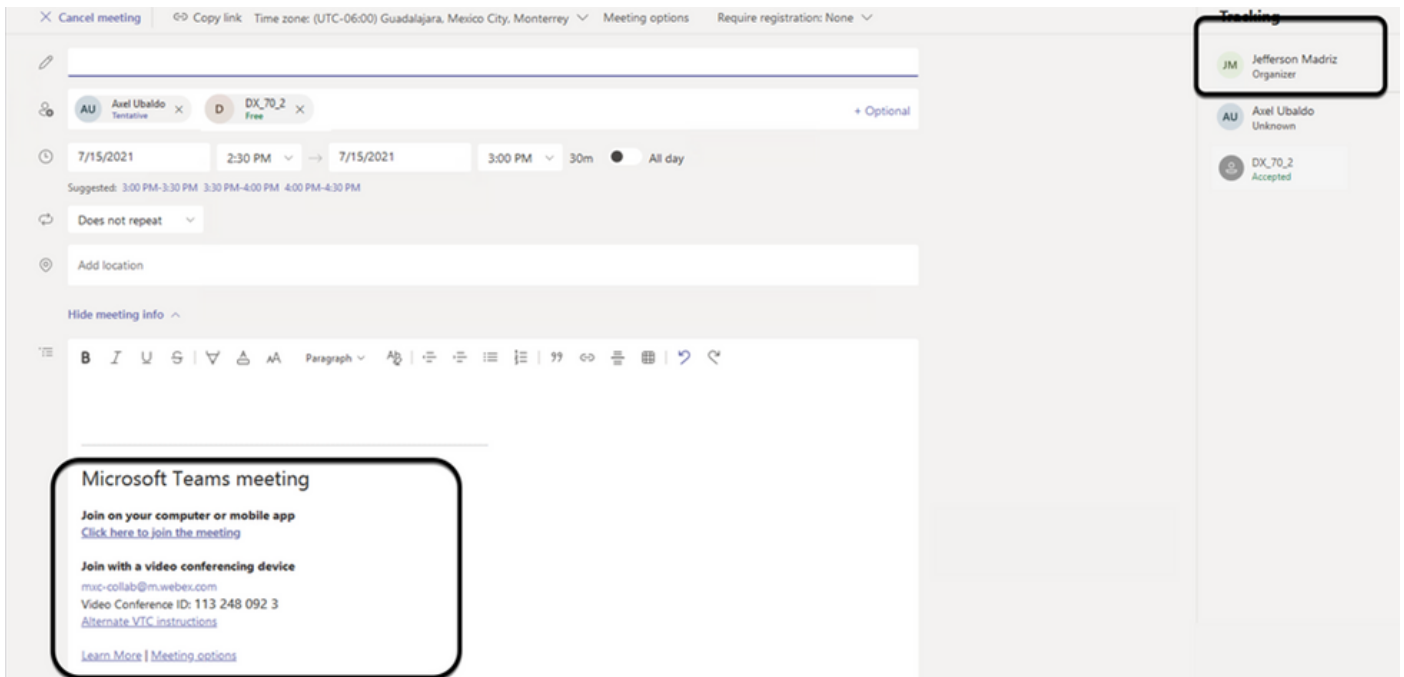 Cancel meeting Copy link Time zone: (UTC-06:00) Guadalajara, Mexico City, Monterrey Meeting options Require registration: None
AU Axel Ubaldo Tentative D DX_70_2 Free + Optional
7/15/2021 2:30 PM → 7/15/2021 3:00 PM 30m All day
Suggested: 3:00 PM-3:30 PM 3:30 PM-4:00 PM 4:00 PM-4:30 PM
Does not repeat
Add location
Hide meeting info
B I U S AA Paragraph
Microsoft Teams meeting
Join on your computer or mobile app
Click here to join the meeting
Join with a video conferencing device
mxc-collab@m.webex.com
Video Conference ID: 113 248 092 3
Alternate VTC instructions
Learn More | Meeting options
Tracking
JM Jefferson Madriz
Organizer
AU Axel Ubaldo
Unknown
DX_70_2
Accepted